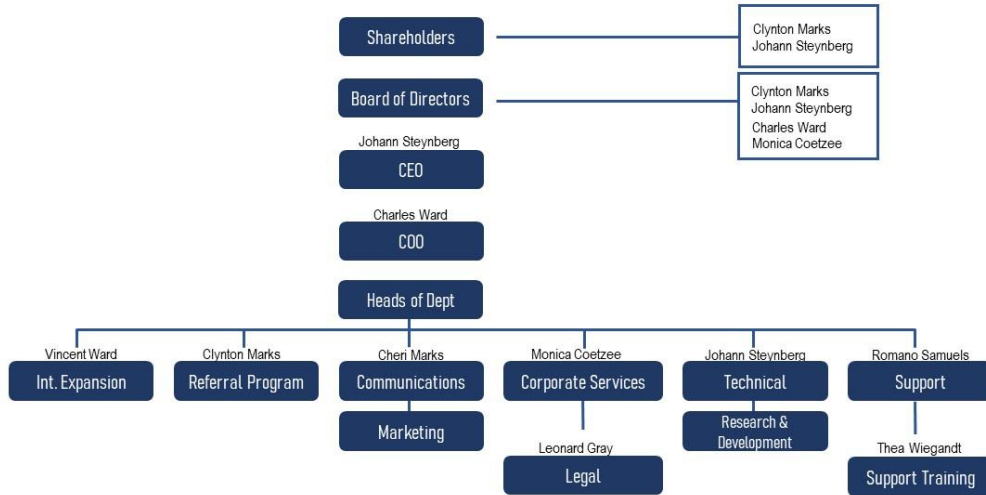 Shareholders
Clynton Marks
Johann Steynberg
Board of Directors
Clynton Marks
Johann Steynberg
Charles Ward
Monica Coetzee
Johann Steynberg
CEO
Charles Ward
COO
Heads of Dept
Vincent Ward
Int. Expansion
Clynton Marks
Referral Program
Cheri Marks
Communications
Marketing
Monica Coetzee
Corporate Services
Leonard Gray
Legal
Johann Steynberg
Technical
Research &
Development
Romano Samuels
Support
Thea Wiegandt
Support Training